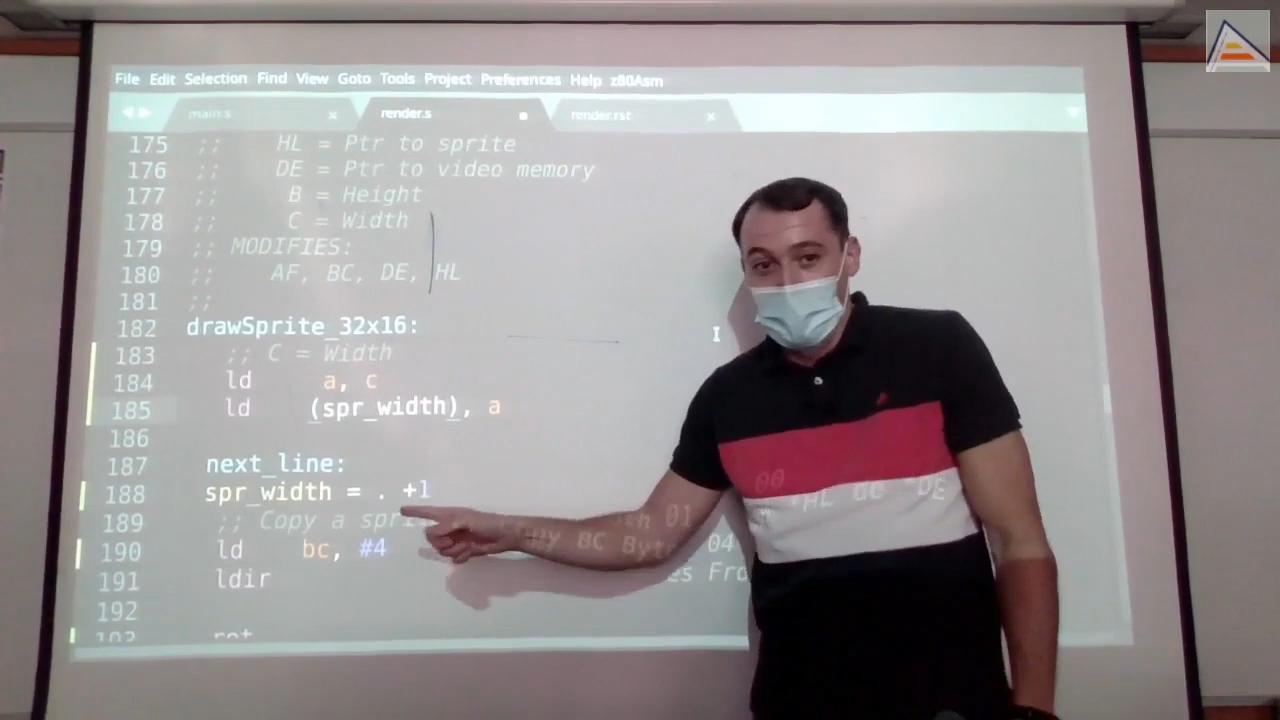 File Edit Selection Find View Goto Tools Project Preferences Help z80Asm
main.s × render.s render.rst ×
175 ;; HL = Ptr to sprite
176 ;; DE = Ptr to video memory
177 ;; B = Height
178 ;; C = Width
179 ;; MODIFIES:
180 ;; AF, BC, DE, HL
181 ;;
182 drawSprite_32x16:
183 ;; C = Width
184 ld a, c
185 ld (spr_width), a
186
187 next_line:
188 spr_width = . +1
189 ;; Copy a
190 ld bc, #4
191 ldir
192
193 ret